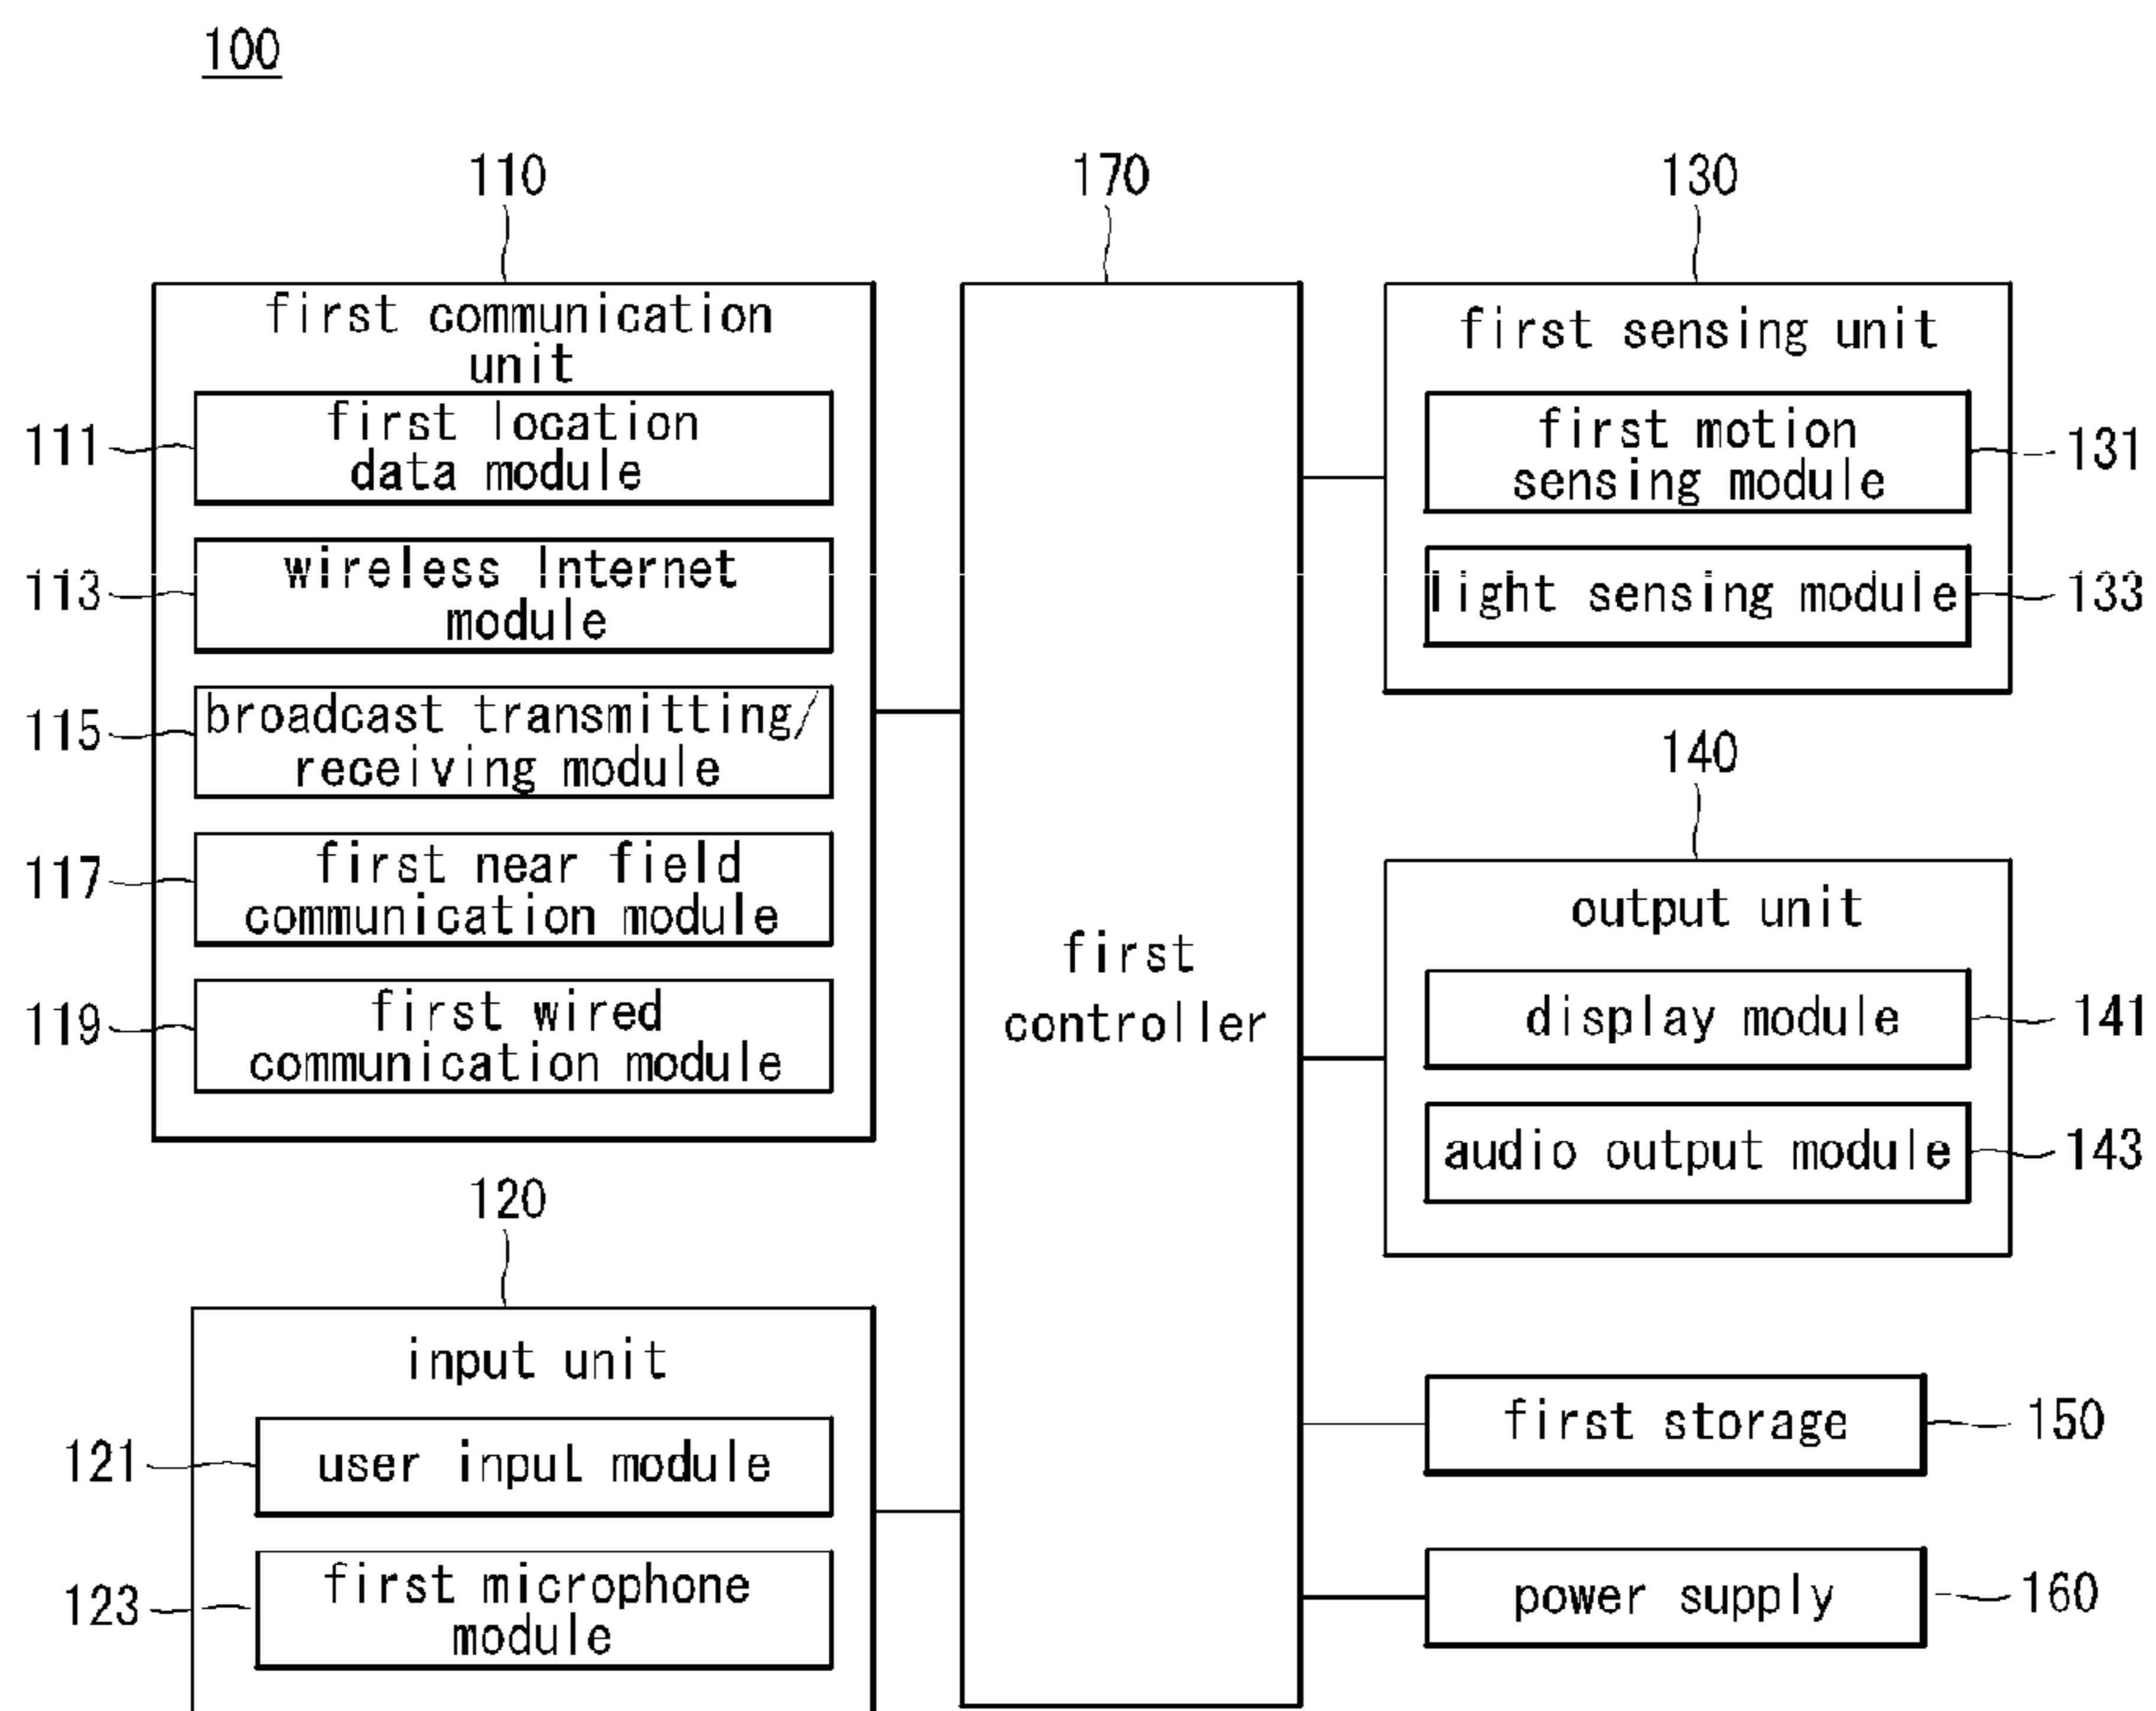 100
110
170
130
first communication
unit
111
first location
data module
113
wireless Internet
module
115
broadcast transmitting/
receiving module
117
first near field
communication module
119
first wired
communication module
120
input unit
121
user input module
123
first microphone
module
first
controller
first sensing unit
first motion
sensing module
131
light sensing module
133
140
output unit
display module
141
audio output module
143
first storage
150
power supply
160